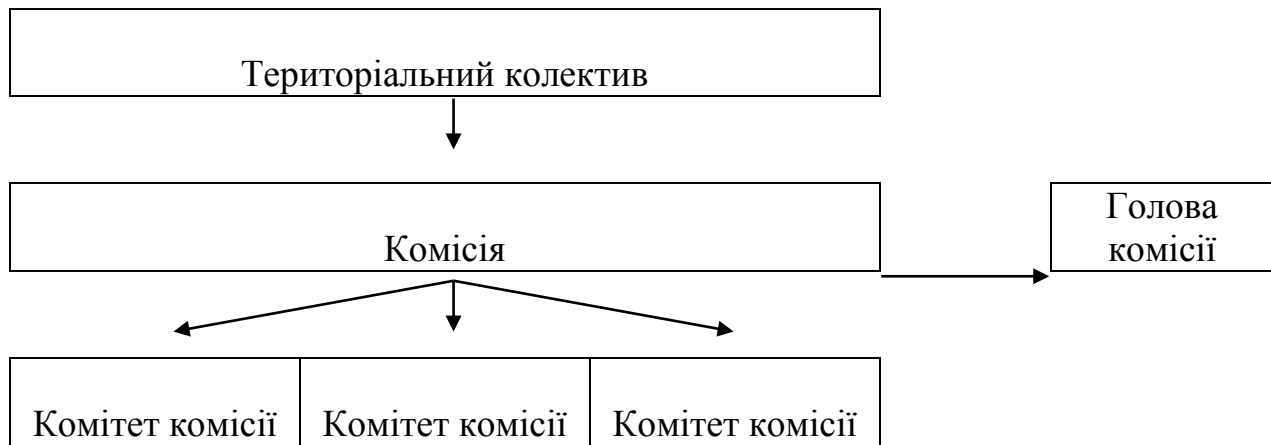 Територіальний колектив
Комісія
Голова
комісії
Комітет комісії
Комітет комісії
Комітет комісії